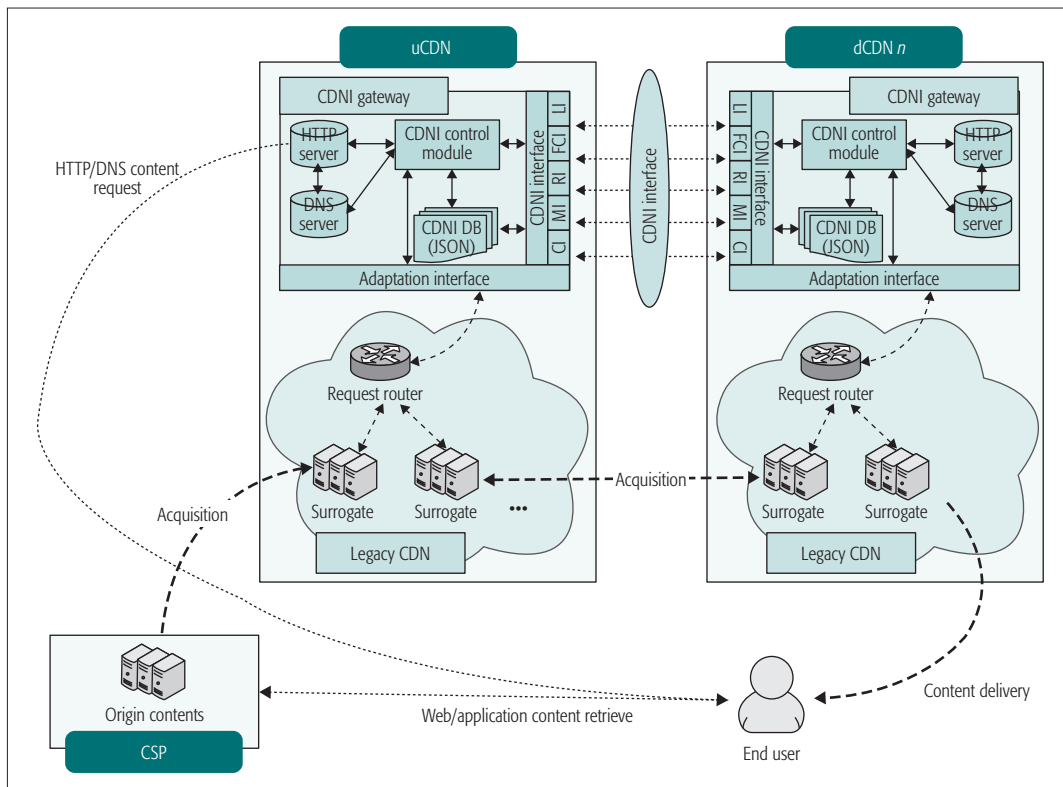 uCDN
dCDN n
CDNI gateway
HTTP
server
DNS
server
CDNI control
module
CDNI DB
(JSON)
CDNI interface
LI
FCI
RI
MI
CI
Adaptation interface
CDNI interface
LI
FCI
RI
MI
CI
CDNI interface
CDNI gateway
CDNI control
module
HTTP
server
DNS
server
CDNI DB
(JSON)
Adaptation interface
HTTP/DNS content
request
Request router
Surrogate
Surrogate
...
Legacy CDN
Acquisition
Acquisition
Request router
Surrogate
Surrogate
Legacy CDN
Origin contents
CSP
Web/application content retrieve
End user
Content delivery